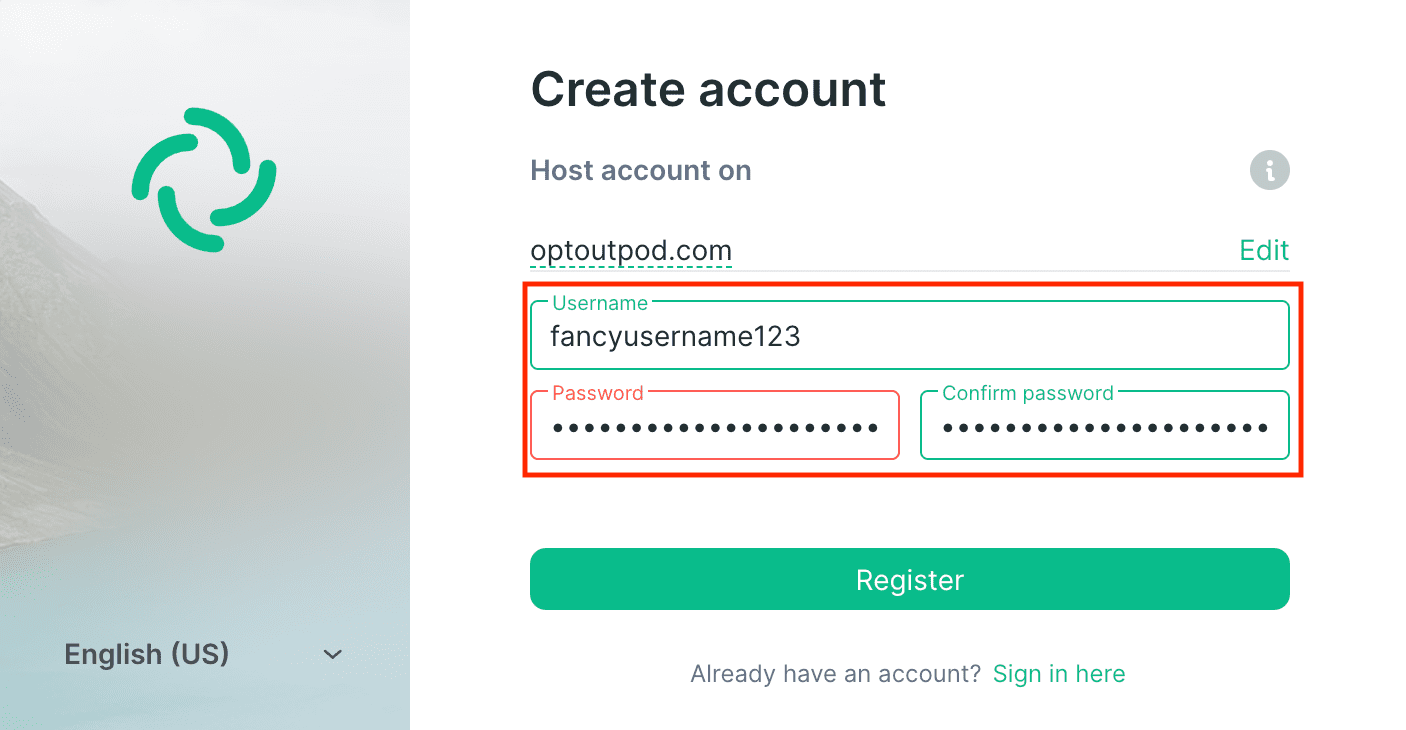 Create account
Host account on
optoutpod.com Edit
Username
fancyusername123
Password Confirm password
••••••••••••••••••••• •••••••••••••••••••••
Register
English (US)
Already have an account? Sign in here